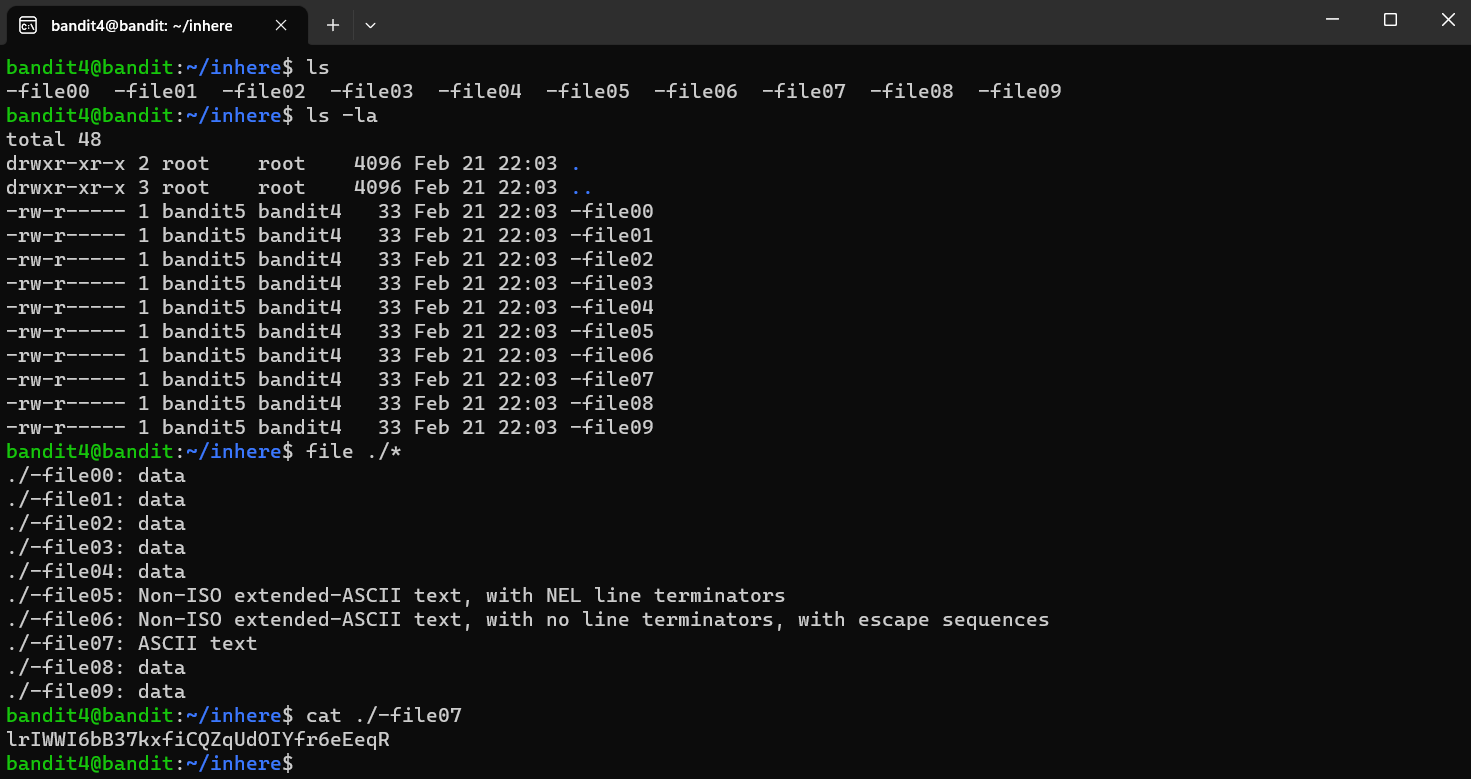 bandit4@bandit: ~/inhere
bandit4@bandit:~/inhere$ ls
-file00  -file01  -file02  -file03  -file04  -file05  -file06  -file07  -file08  -file09
bandit4@bandit:~/inhere$ ls -la
total 48
drwxr-xr-x 2 root    root    4096 Feb 21 22:03 .
drwxr-xr-x 3 root    root    4096 Feb 21 22:03 ..
-rw-r----- 1 bandit5 bandit4   33 Feb 21 22:03 -file00
-rw-r----- 1 bandit5 bandit4   33 Feb 21 22:03 -file01
-rw-r----- 1 bandit5 bandit4   33 Feb 21 22:03 -file02
-rw-r----- 1 bandit5 bandit4   33 Feb 21 22:03 -file03
-rw-r----- 1 bandit5 bandit4   33 Feb 21 22:03 -file04
-rw-r----- 1 bandit5 bandit4   33 Feb 21 22:03 -file05
-rw-r----- 1 bandit5 bandit4   33 Feb 21 22:03 -file06
-rw-r----- 1 bandit5 bandit4   33 Feb 21 22:03 -file07
-rw-r----- 1 bandit5 bandit4   33 Feb 21 22:03 -file08
-rw-r----- 1 bandit5 bandit4   33 Feb 21 22:03 -file09
bandit4@bandit:~/inhere$ file ./*
./-file00: data
./-file01: data
./-file02: data
./-file03: data
./-file04: data
./-file05: Non-ISO extended-ASCII text, with NEL line terminators
./-file06: Non-ISO extended-ASCII text, with no line terminators, with escape sequences
./-file07: ASCII text
./-file08: data
./-file09: data
bandit4@bandit:~/inhere$ cat ./-file07
lrIWWI6bB37kxfiCQZqUdOIYfr6eEeqR
bandit4@bandit:~/inhere$